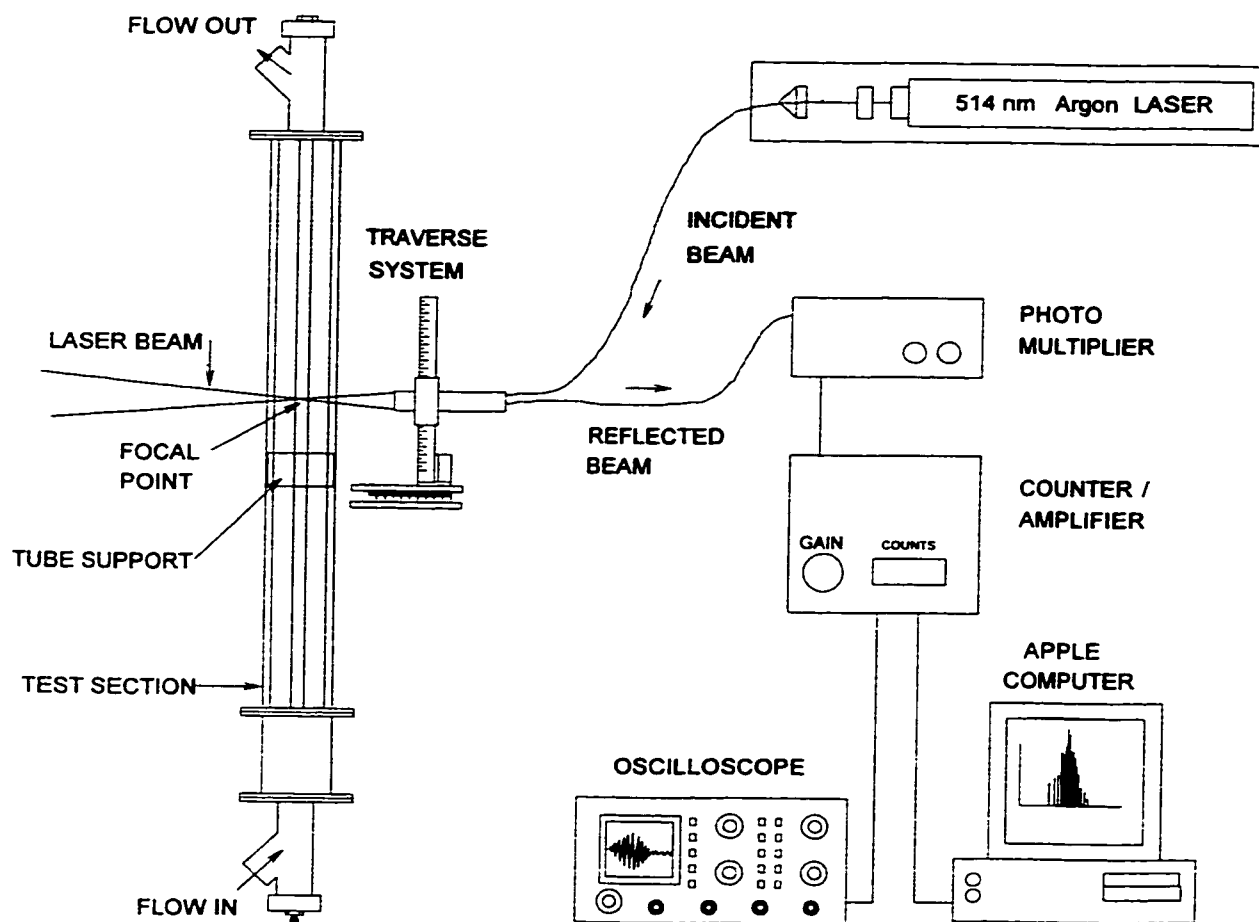 FLOW OUT
514 nm Argon LASER
INCIDENT
BEAM
TRAVERSE
SYSTEM
PHOTO
MULTIPLIER
LASER BEAM
FOCAL
POINT
REFLECTED
BEAM
COUNTER /
AMPLIFIER
GAIN
COUNTS
TUBE SUPPORT
TEST SECTION
APPLE
COMPUTER
OSCILLOSCOPE
FLOW IN